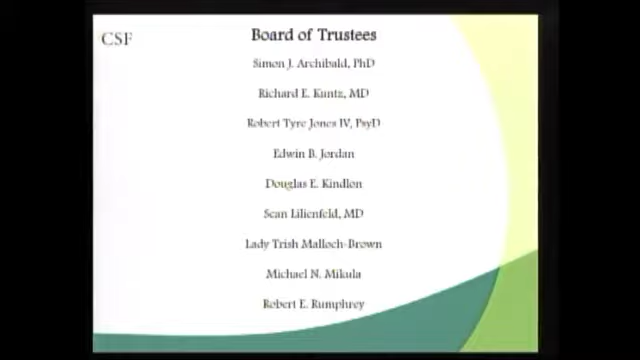 CSF
Board of Trustees
Simon J. Archibald, PhD
Richard E. Kuntz, MD
Robert Tyre Jones IV, PsyD
Edwin B. Jordan
Douglas E. Kindlon
Sean Lilienfeld, MD
Lady Trish Malloch-Brown
Michael N. Mikula
Robert E. Rumphrey